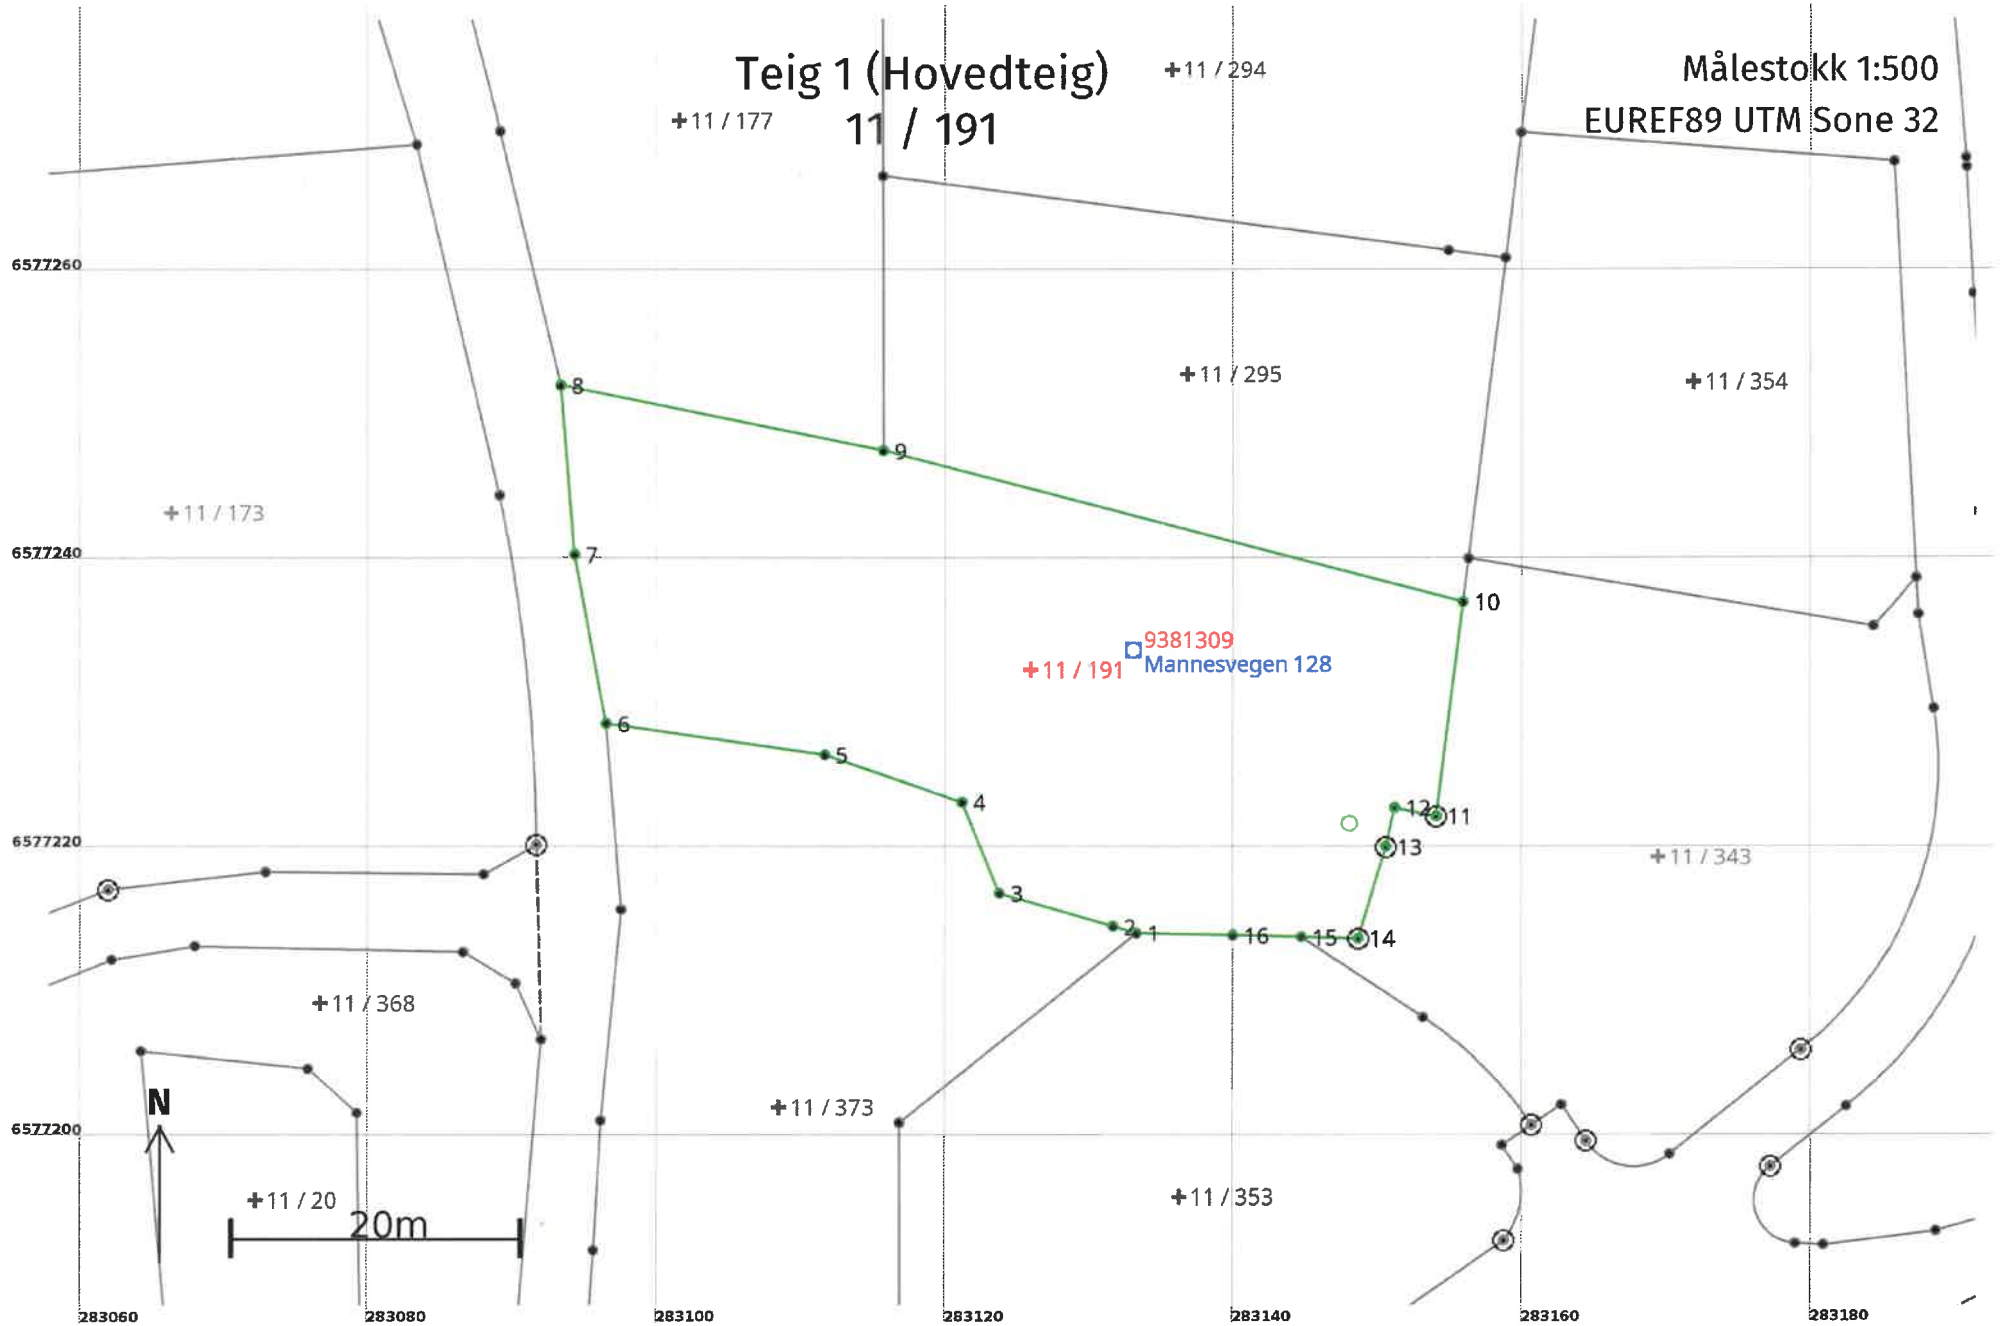 Teig 1 (Hovedteig)
11 / 191
Målestokk 1:500
EUREF89 UTM Sone 32
+11 / 294
+11 / 177
6577260
+11 / 295
+11 / 354
8
9
+11 / 173
6577240
7
10
9381309
+11 / 191
Mannesvegen 128
6
5
4
12
11
6577220
13
+11 / 343
3
2
1
16
15
14
+11 / 368
N
+11 / 373
6577200
+11 / 20
+11 / 353
20m
283060
283080
283100
283120
283140
283160
283180